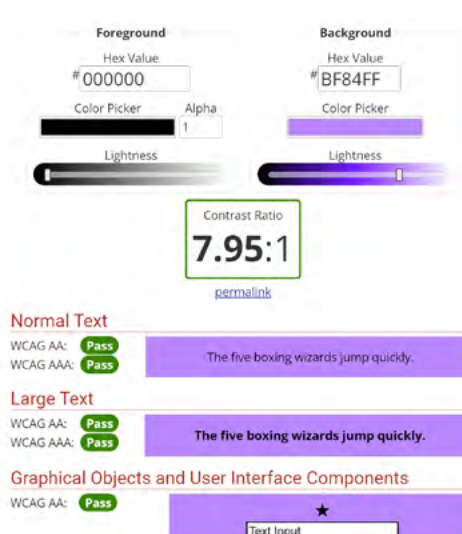 Foreground Background
Hex Value Hex Value
# 000000 # BF84FF
Color Picker Alpha Color Picker
1
Lightness Lightness
Contrast Ratio
7.95:1
permalink
Normal Text
WCAG AA: Pass
WCAG AAA: Pass
The five boxing wizards jump quickly.
Large Text
WCAG AA: Pass
WCAG AAA: Pass
The five boxing wizards jump quickly.
Graphical Objects and User Interface Components
WCAG AA: Pass
Text Input